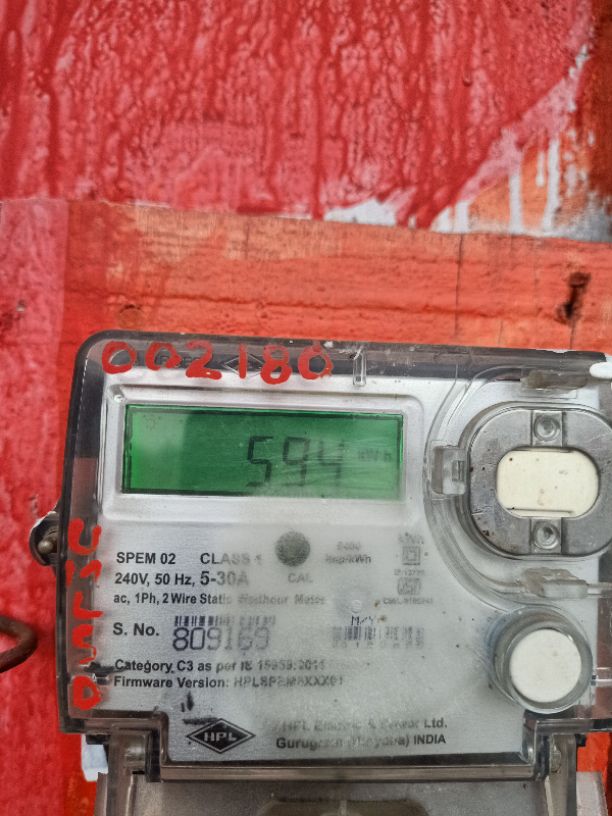 002180
594 kWh
SPEM 02 CLASS 1
240V, 50 Hz, 5-30A CAL imp/kWh
ac, 1Ph, 2 Wire Static Watthour Meter
S. No. 809169
Category C3 as per IS 15959:2011
Firmware Version:
HPL
HPL Electric & Power Ltd.
Gurugram (Haryana) INDIA